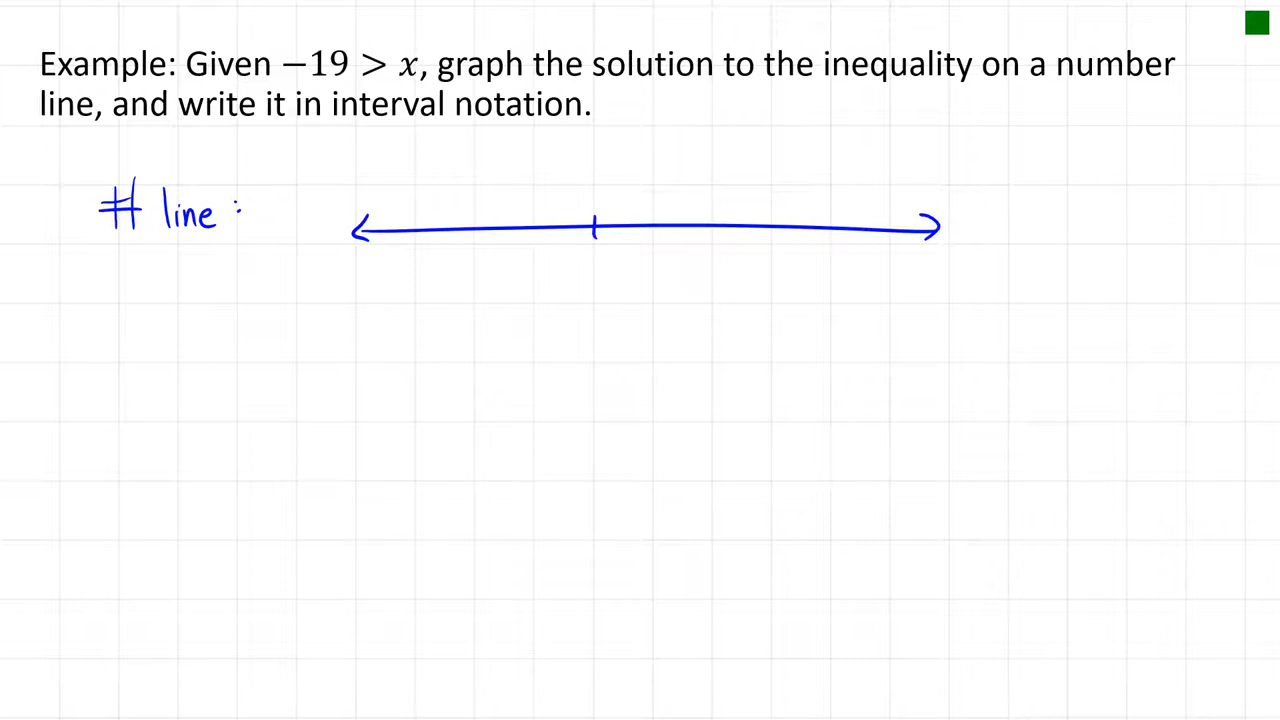 Example: Given −19 > x, graph the solution to the inequality on a number
line, and write it in interval notation.
# line :